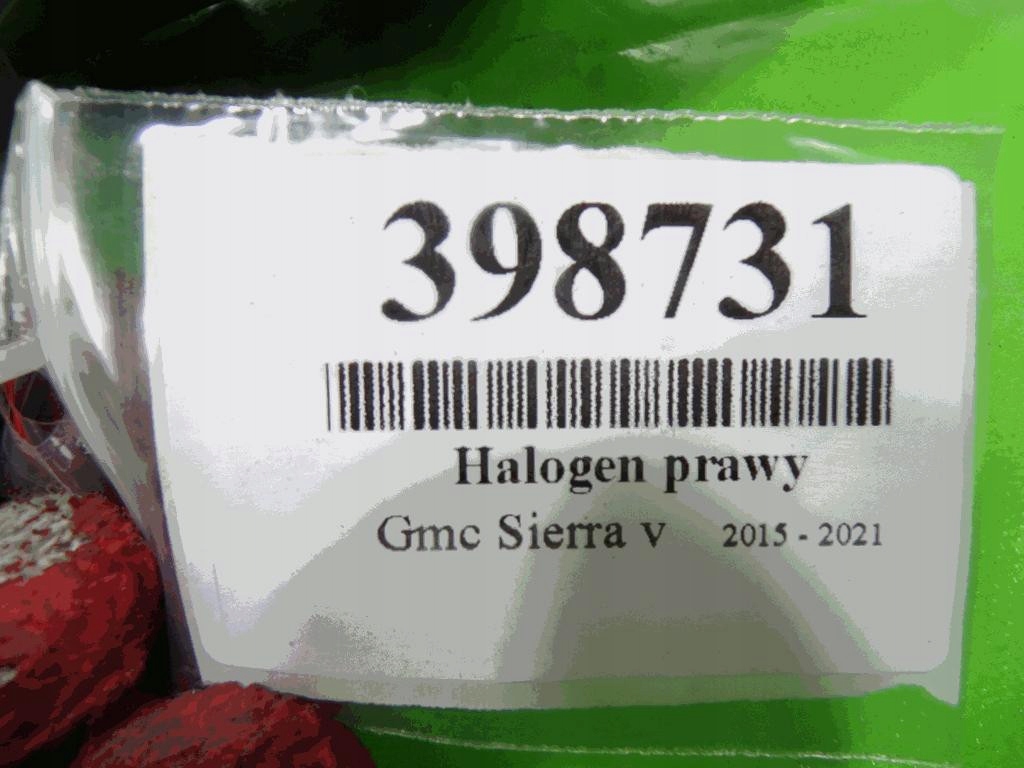 398731
Halogen prawy
Gmc Sierra v 2015 - 2021